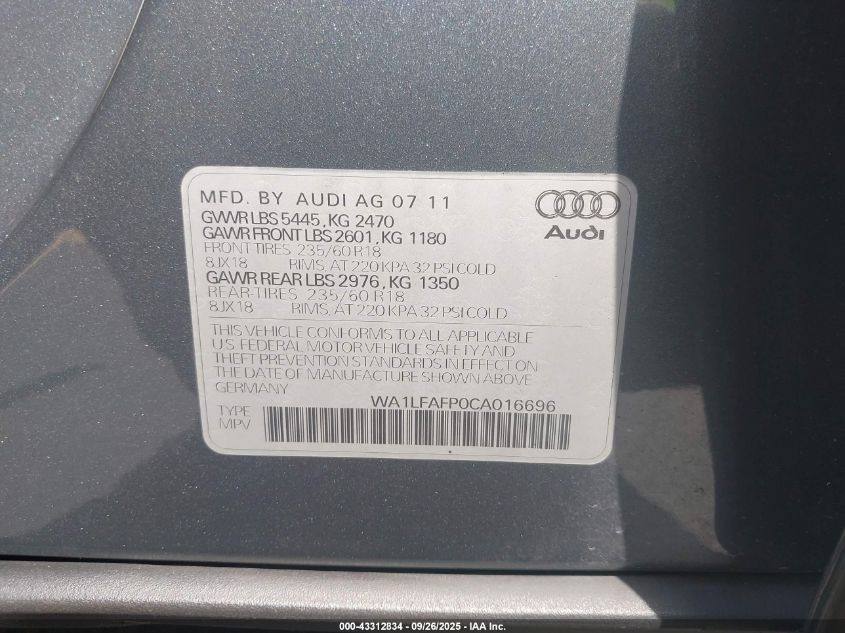 MFD. BY AUDI AG 07 11
GVWR LBS 5445, KG 2470
GAWR FRONT LBS 2601, KG 1180
FRONT TIRES 235/60 R18
8JX18 RIMS, AT 220 KPA 32 PSI COLD
GAWR REAR LBS 2976, KG 1350
REAR-TIRES 235/60 R18
8JX18 RIMS, AT 220 KPA 32 PSI COLD
Audi
THIS VEHICLE CONFORMS TO ALL APPLICABLE
U.S. FEDERAL MOTOR VEHICLE SAFETY AND
THEFT PREVENTION STANDARDS IN EFFECT ON
THE DATE OF MANUFACTURE SHOWN ABOVE.
GERMANY
WA1LFAFP0CA016696
TYPE
MPV
000-43312834 - 09/26/2025 - IAA Inc.